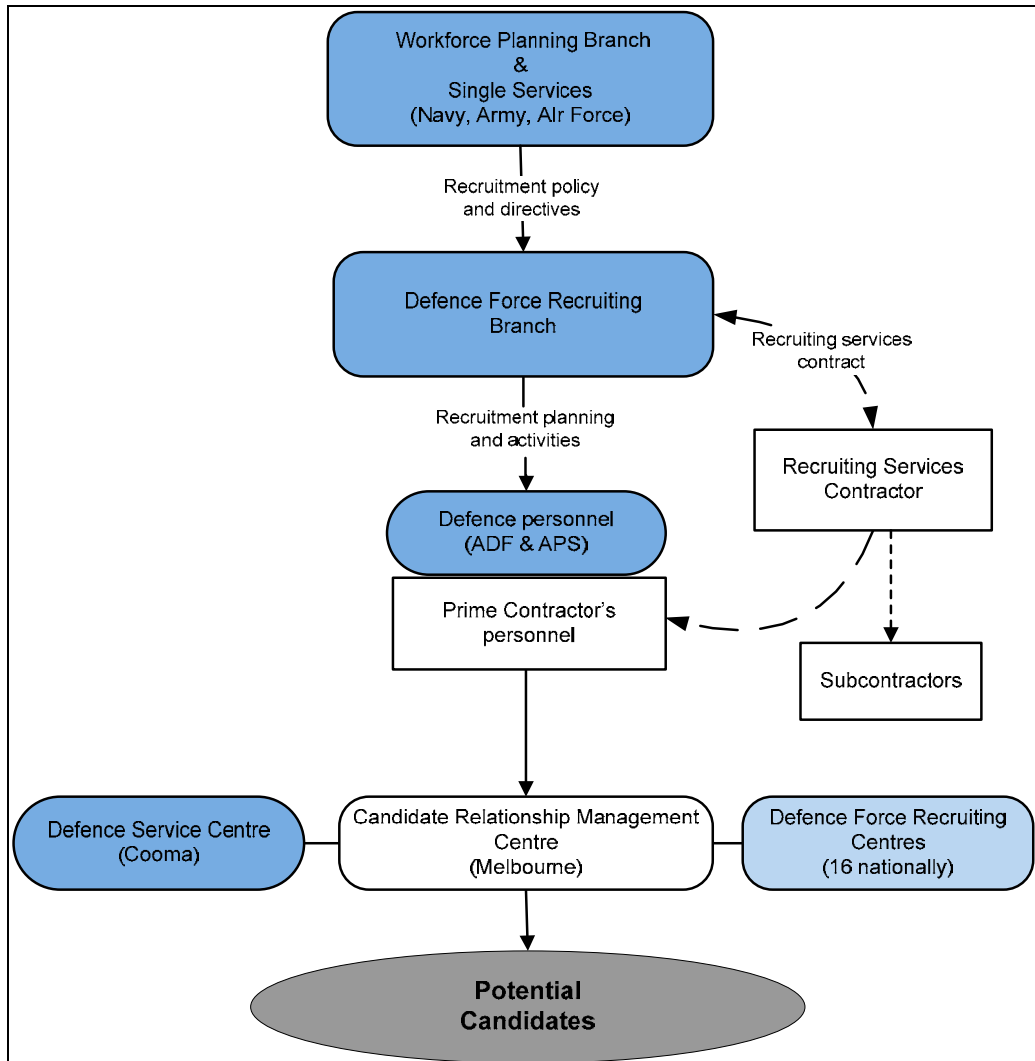 Workforce Planning Branch
&
Single Services
(Navy, Army, AIr Force)
Recruitment policy
and directives
Defence Force Recruiting
Branch
Recruiting services
contract
Recruitment planning
and activities
Recruiting Services
Contractor
Defence personnel
(ADF & APS)
Prime Contractor's
personnel
Subcontractors
Defence Service Centre
(Cooma)
Candidate Relationship Management
Centre
(Melbourne)
Defence Force Recruiting
Centres
(16 nationally)
Potential
Candidates